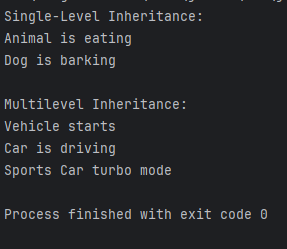 Single-Level Inheritance:
Animal is eating
Dog is barking
Multilevel Inheritance:
Vehicle starts
Car is driving
Sports Car turbo mode
Process finished with exit code 0